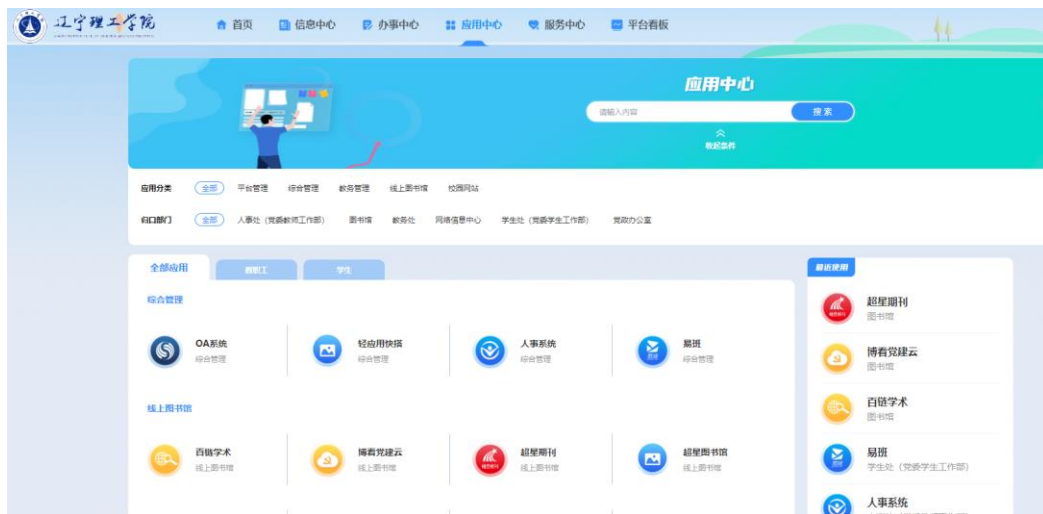 辽宁理工学院
首页 信息中心 办事中心 应用中心 服务中心 平台看板
应用中心
请输入内容 搜索
收起条件
应用分类 全部 平台管理 综合管理 教务管理 线上图书馆 校园网站
归口部门 全部 人事处（党委教师工作部） 图书馆 教务处 网络信息中心 学生处（党委学生工作部） 党政办公室
全部应用 教职工 学生
综合管理
OA系统 轻应用快搭 人事系统 易班
综合管理 综合管理 综合管理 综合管理
线上图书馆
百链学术 博看党建云 超星期刊 超星图书馆
线上图书馆 线上图书馆 线上图书馆 线上图书馆
最近使用
超星期刊
图书馆
博看党建云
图书馆
百链学术
图书馆
易班
学生处（党委学生工作部）
人事系统